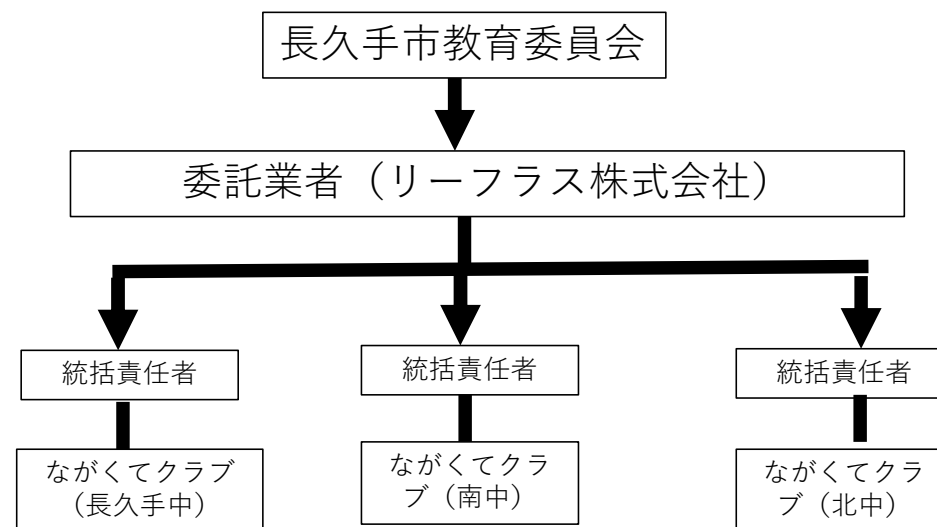 長久手市教育委員会
委託業者（リーフラス株式会社）
統括責任者
統括責任者
統括責任者
ながくてクラブ
（長久手中）
ながくてクラ
ブ（南中）
ながくてクラ
ブ（北中）